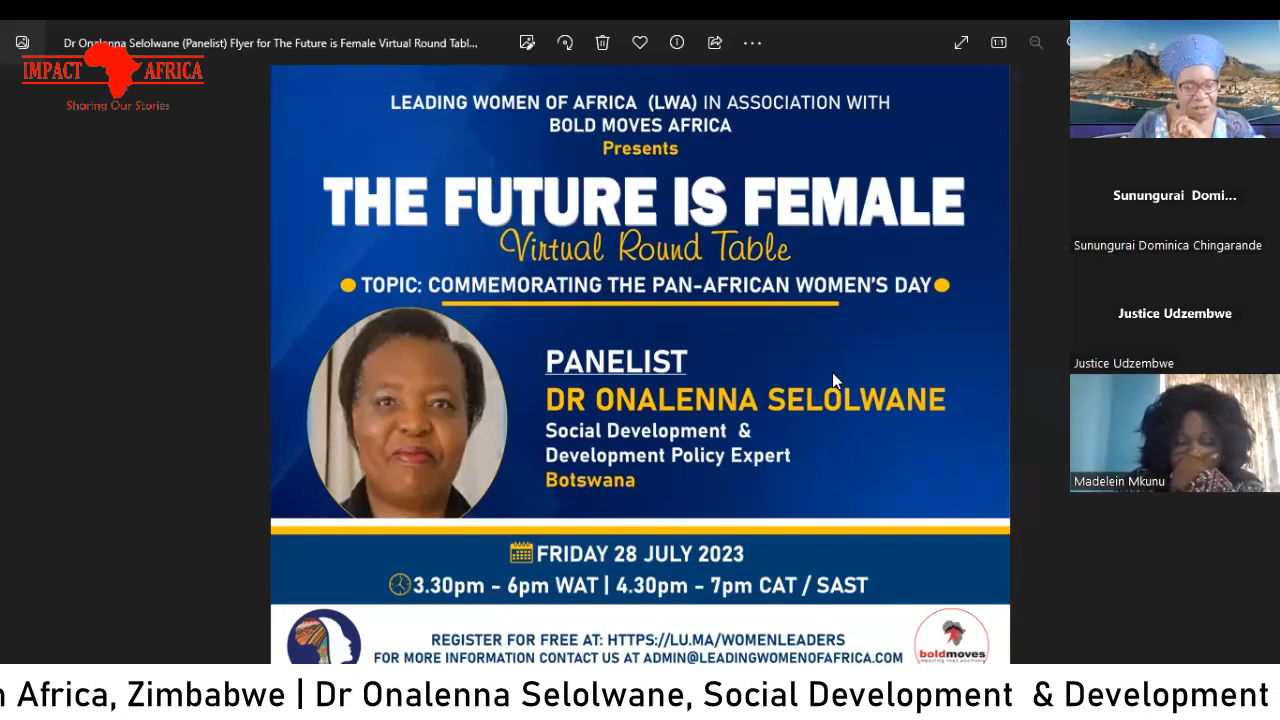 Dr Onalenna Selolwane (Panelist) Flyer for The Future is Female Virtual Round Tabl...
IMPACT AFRICA
Sharing Our Stories
LEADING WOMEN OF AFRICA (LWA) IN ASSOCIATION WITH
BOLD MOVES AFRICA
Presents
THE FUTURE IS FEMALE
Virtual Round Table
TOPIC: COMMEMORATING THE PAN-AFRICAN WOMEN'S DAY
PANELIST
DR ONALENNA SELOLWANE
Social Development &
Development Policy Expert
Botswana
FRIDAY 28 JULY 2023
3.30pm - 6pm WAT | 4.30pm - 7pm CAT / SAST
REGISTER FOR FREE AT: HTTPS://LU.MA/WOMENLEADERS
FOR MORE INFORMATION CONTACT US AT ADMIN@LEADINGWOMENOFAFRICA.COM
boldmoves
impacting lives positively
1:1
Sunungurai Domi...
Sunungurai Dominica Chingarande
Justice Udzembwe
Justice Udzembwe
Madelein Mkunu
n Africa, Zimbabwe | Dr Onalenna Selolwane, Social Development & Development